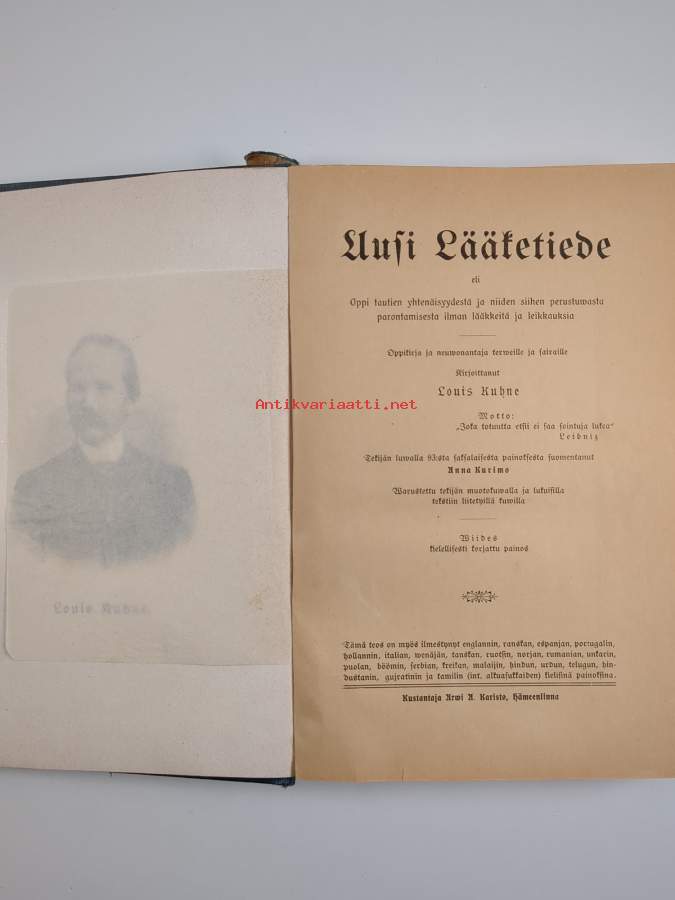 Louis Kuhne
Uusi Lääketiede
eli
Oppi tautien yhtenäisyydestä ja niiden siihen perustuwasta
parantamisesta ilman lääkkeitä ja leikkauksia
Oppikirja ja neuwonantaja terweille ja sairaille
Kirjoittanut
Louis Kuhne
Antikvariaatti.net
Motto:
„Joka totuutta etsii ei saa sointuja lukea“
Leibniz
Tekijän luwalla 93:sta saksalaisesta painoksesta suomentanut
Anna Kurimo
Warustettu tekijän muotokuwalla ja lukuisilla
tekstiin liitetyillä kuwilla
Wiides
kielellisesti korjattu painos
Tämä teos on myös ilmestynyt englannin, ranskan, espanjan, portugalin,
hollannin, italian, wenäjän, tanskan, ruotsin, norjan, rumanian, unkarin,
puolan, böömin, serbian, kreikan, malaijin, hindun, urdun, telugun, hin-
dustanin, gujratinin ja tamilin (int. alkuasukkaiden) kielisinä painoksina.
Kustantaja Arwi A. Karisto, Hämeenlinna